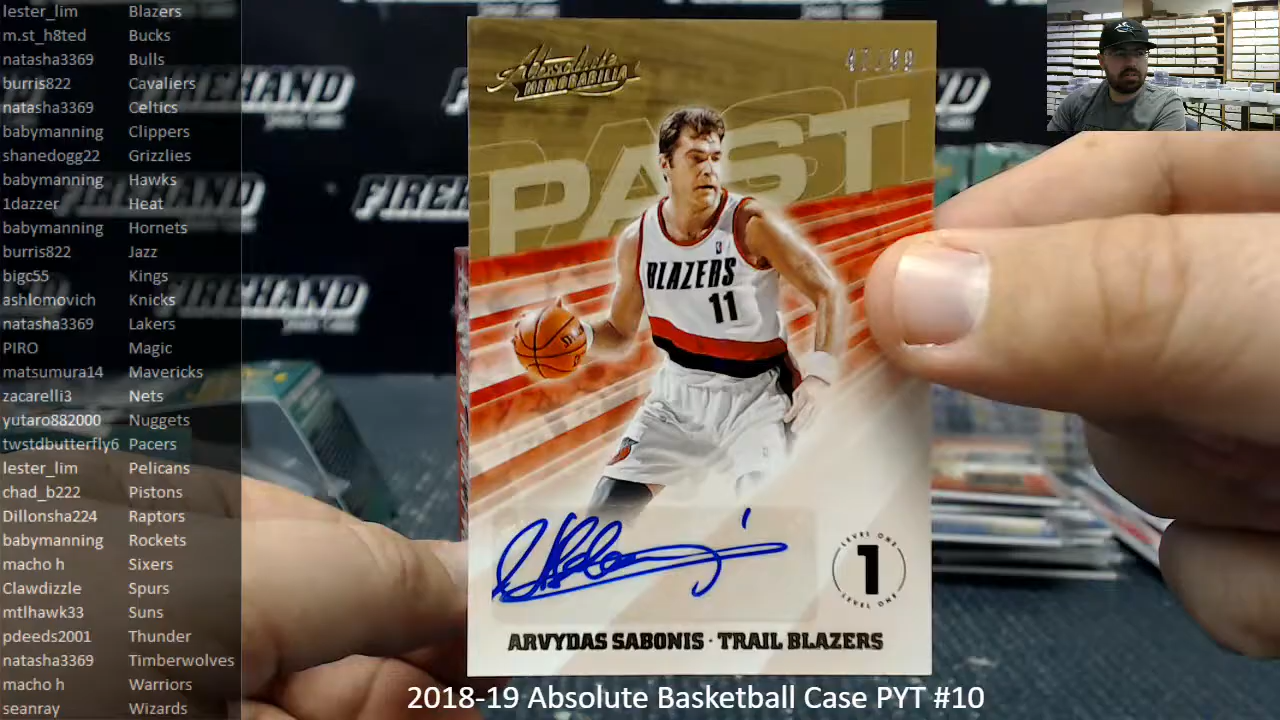 lester_lim Blazers
m.st_h8ted Bucks
natasha3369 Bulls
burris822 Cavaliers
natasha3369 Celtics
babymanning Clippers
shanedogg22 Grizzlies
babymanning Hawks
1dazzer Heat
babymanning Hornets
burris822 Jazz
bigc55 Kings
ashlomovich Knicks
natasha3369 Lakers
PIRO Magic
matsumura14 Mavericks
zacarelli3 Nets
yutaro882000 Nuggets
twstdbutterfly6 Pacers
lester_lim Pelicans
chad_b222 Pistons
Dillonsha224 Raptors
babymanning Rockets
macho h Sixers
Clawdizzle Spurs
mtlhawk33 Suns
pdeeds2001 Thunder
natasha3369 Timberwolves
macho h Warriors
seanray Wizards
FIREHAND
FIREHAND
FIREHAND
Absolute
MEMORABILIA
PAST
BLAZERS
11
LEVEL ONE
1
LEVEL ONE
ARVYDAS SABONIS · TRAIL BLAZERS
2018-19 Absolute Basketball Case PYT #10